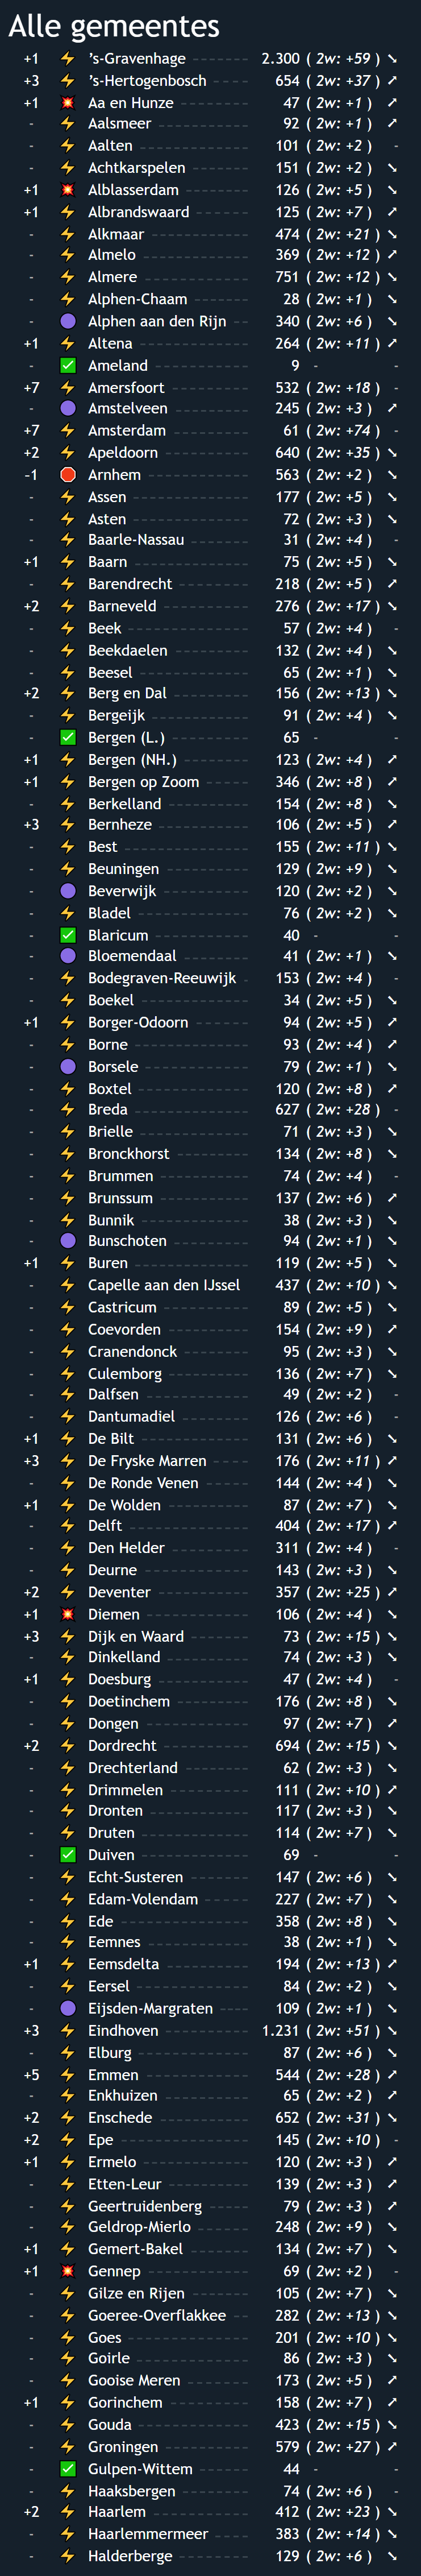 Alle gemeentes
+1 ’s-Gravenhage 2.300 ( 2w: +59 )
+3 ’s-Hertogenbosch 654 ( 2w: +37 )
+1 Aa en Hunze 47 ( 2w: +1 )
- Aalsmeer 92 ( 2w: +1 )
- Aalten 101 ( 2w: +2 ) -
- Achtkarspelen 151 ( 2w: +2 )
+1 Alblasserdam 126 ( 2w: +5 )
+1 Albrandswaard 125 ( 2w: +7 )
- Alkmaar 474 ( 2w: +21 )
- Almelo 369 ( 2w: +12 )
- Almere 751 ( 2w: +12 )
- Alphen-Chaam 28 ( 2w: +1 )
- Alphen aan den Rijn 340 ( 2w: +6 )
+1 Altena 264 ( 2w: +11 )
- Ameland 9 - -
+7 Amersfoort 532 ( 2w: +18 ) -
- Amstelveen 245 ( 2w: +3 )
+7 Amsterdam 61 ( 2w: +74 ) -
+2 Apeldoorn 640 ( 2w: +35 )
-1 Arnhem 563 ( 2w: +2 )
- Assen 177 ( 2w: +5 )
- Asten 72 ( 2w: +3 )
- Baarle-Nassau 31 ( 2w: +4 ) -
+1 Baarn 75 ( 2w: +5 )
- Barendrecht 218 ( 2w: +5 )
+2 Barneveld 276 ( 2w: +17 )
- Beek 57 ( 2w: +4 ) -
- Beekdaelen 132 ( 2w: +4 )
- Beesel 65 ( 2w: +1 )
+2 Berg en Dal 156 ( 2w: +13 )
- Bergeijk 91 ( 2w: +4 )
- Bergen (L.) 65 - -
+1 Bergen (NH.) 123 ( 2w: +4 )
+1 Bergen op Zoom 346 ( 2w: +8 )
- Berkelland 154 ( 2w: +8 )
+3 Bernheze 106 ( 2w: +5 )
- Best 155 ( 2w: +11 )
- Beuningen 129 ( 2w: +9 )
- Beverwijk 120 ( 2w: +2 )
- Bladel 76 ( 2w: +2 )
- Blaricum 40 - -
- Bloemendaal 41 ( 2w: +1 )
- Bodegraven-Reeuwijk 153 ( 2w: +4 ) -
- Boekel 34 ( 2w: +5 )
+1 Borger-Odoorn 94 ( 2w: +5 )
- Borne 93 ( 2w: +4 )
- Borsele 79 ( 2w: +1 )
- Boxtel 120 ( 2w: +8 )
- Breda 627 ( 2w: +28 ) -
- Brielle 71 ( 2w: +3 )
- Bronckhorst 134 ( 2w: +8 )
- Brummen 74 ( 2w: +4 ) -
- Brunssum 137 ( 2w: +6 )
- Bunnik 38 ( 2w: +3 )
- Bunschoten 94 ( 2w: +1 )
+1 Buren 119 ( 2w: +5 )
- Capelle aan den IJssel 437 ( 2w: +10 )
- Castricum 89 ( 2w: +5 )
- Coevorden 154 ( 2w: +9 )
- Cranendonck 95 ( 2w: +3 )
- Culemborg 136 ( 2w: +7 )
- Dalfsen 49 ( 2w: +2 ) -
- Dantumadiel 126 ( 2w: +6 ) -
+1 De Bilt 131 ( 2w: +6 )
+3 De Fryske Marren 176 ( 2w: +11 )
- De Ronde Venen 144 ( 2w: +4 )
+1 De Wolden 87 ( 2w: +7 )
- Delft 404 ( 2w: +17 )
- Den Helder 311 ( 2w: +4 ) -
- Deurne 143 ( 2w: +3 )
+2 Deventer 357 ( 2w: +25 )
+1 Diemen 106 ( 2w: +4 )
+3 Dijk en Waard 73 ( 2w: +15 )
- Dinkelland 74 ( 2w: +3 )
+1 Doesburg 47 ( 2w: +4 ) -
- Doetinchem 176 ( 2w: +8 )
- Dongen 97 ( 2w: +7 )
+2 Dordrecht 694 ( 2w: +15 )
- Drechterland 62 ( 2w: +3 )
- Drimmelen 111 ( 2w: +10 )
- Dronten 117 ( 2w: +3 )
- Druten 114 ( 2w: +7 )
- Duiven 69 - -
- Echt-Susteren 147 ( 2w: +6 )
- Edam-Volendam 227 ( 2w: +7 )
- Ede 358 ( 2w: +8 )
- Eemnes 38 ( 2w: +1 )
+1 Eemsdelta 194 ( 2w: +13 )
- Eersel 84 ( 2w: +2 )
- Eijsden-Margraten 109 ( 2w: +1 )
+3 Eindhoven 1.231 ( 2w: +51 )
- Elburg 87 ( 2w: +6 )
+5 Emmen 544 ( 2w: +28 )
- Enkhuizen 65 ( 2w: +2 )
+2 Enschede 652 ( 2w: +31 )
+2 Epe 145 ( 2w: +10 ) -
+1 Ermelo 120 ( 2w: +3 )
- Etten-Leur 139 ( 2w: +3 )
- Geertruidenberg 79 ( 2w: +3 )
- Geldrop-Mierlo 248 ( 2w: +9 )
+1 Gemert-Bakel 134 ( 2w: +7 )
+1 Gennep 69 ( 2w: +2 ) -
- Gilze en Rijen 105 ( 2w: +7 )
- Goeree-Overflakkee 282 ( 2w: +13 )
- Goes 201 ( 2w: +10 )
- Goirle 86 ( 2w: +3 )
- Gooise Meren 173 ( 2w: +5 )
+1 Gorinchem 158 ( 2w: +7 )
- Gouda 423 ( 2w: +15 )
- Groningen 579 ( 2w: +27 )
- Gulpen-Wittem 44 - -
- Haaksbergen 74 ( 2w: +6 ) -
+2 Haarlem 412 ( 2w: +23 )
- Haarlemmermeer 383 ( 2w: +14 )
- Halderberge 129 ( 2w: +6 )